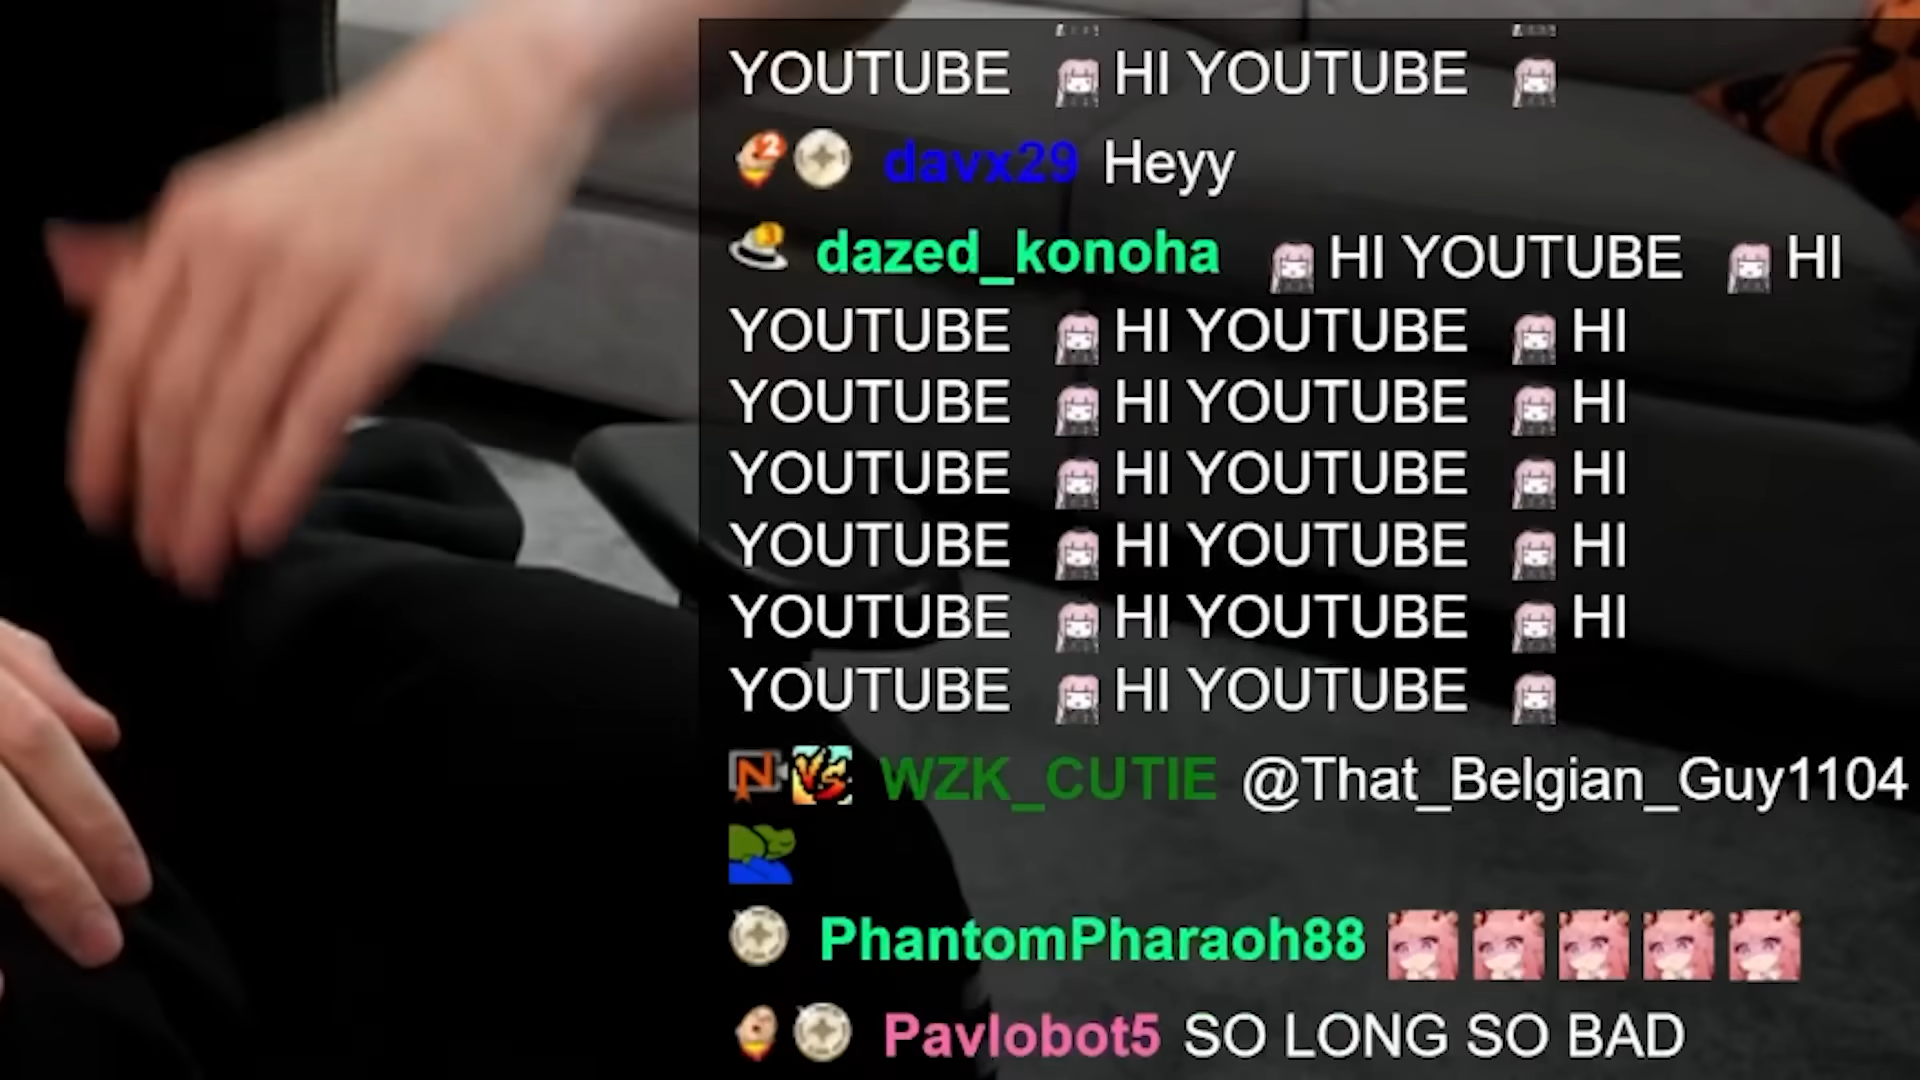 YOUTUBE HI YOUTUBE
2 davx29 Heyy
dazed_konoha HI YOUTUBE HI
YOUTUBE HI YOUTUBE HI
YOUTUBE HI YOUTUBE HI
YOUTUBE HI YOUTUBE HI
YOUTUBE HI YOUTUBE HI
YOUTUBE HI YOUTUBE HI
YOUTUBE HI YOUTUBE
N VS WZK_CUTIE @That_Belgian_Guy1104
PhantomPharaoh88
Pavlobot5 SO LONG SO BAD